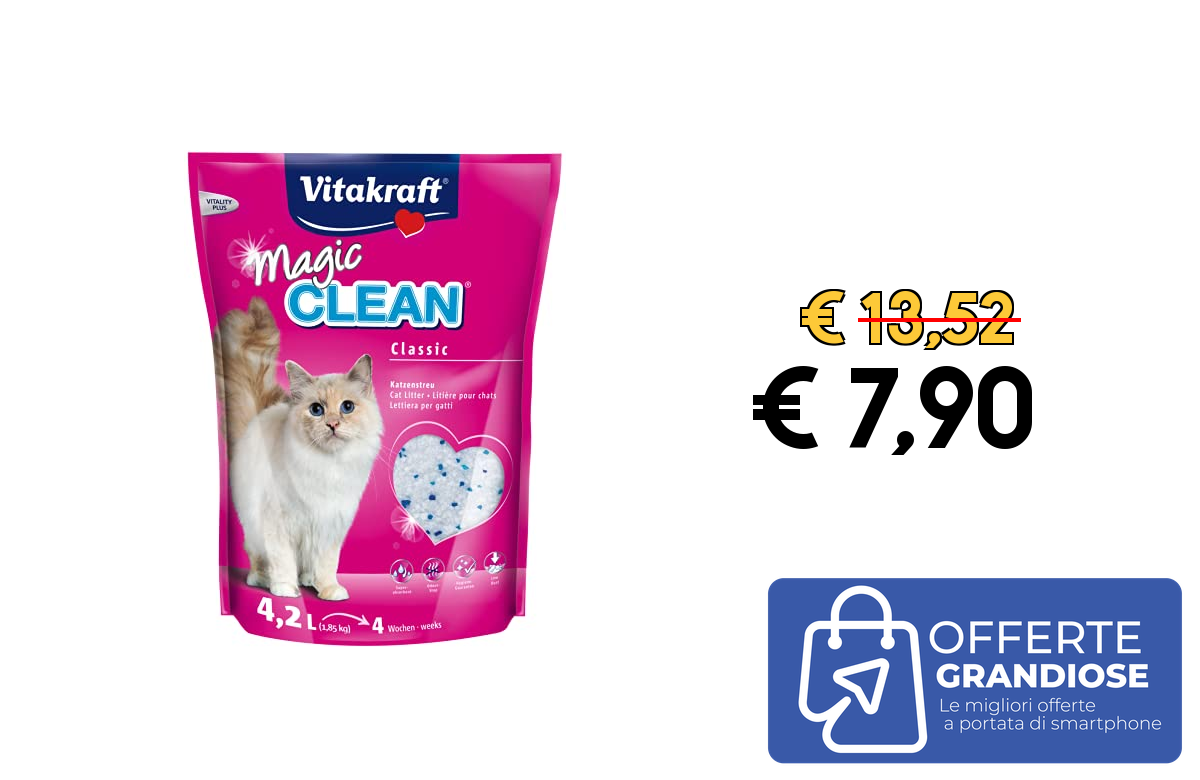 Vitakraft®
VITALITY
PLUS
Magic
CLEAN®
Classic
Katzenstreu
Cat Litter • Litière pour chats
Lettiera per gatti
4,2 L (1,85 kg) 4 Wochen · weeks
€ 13,52
€ 7,90
OFFERTE
GRANDIOSE
Le migliori offerte
a portata di smartphone